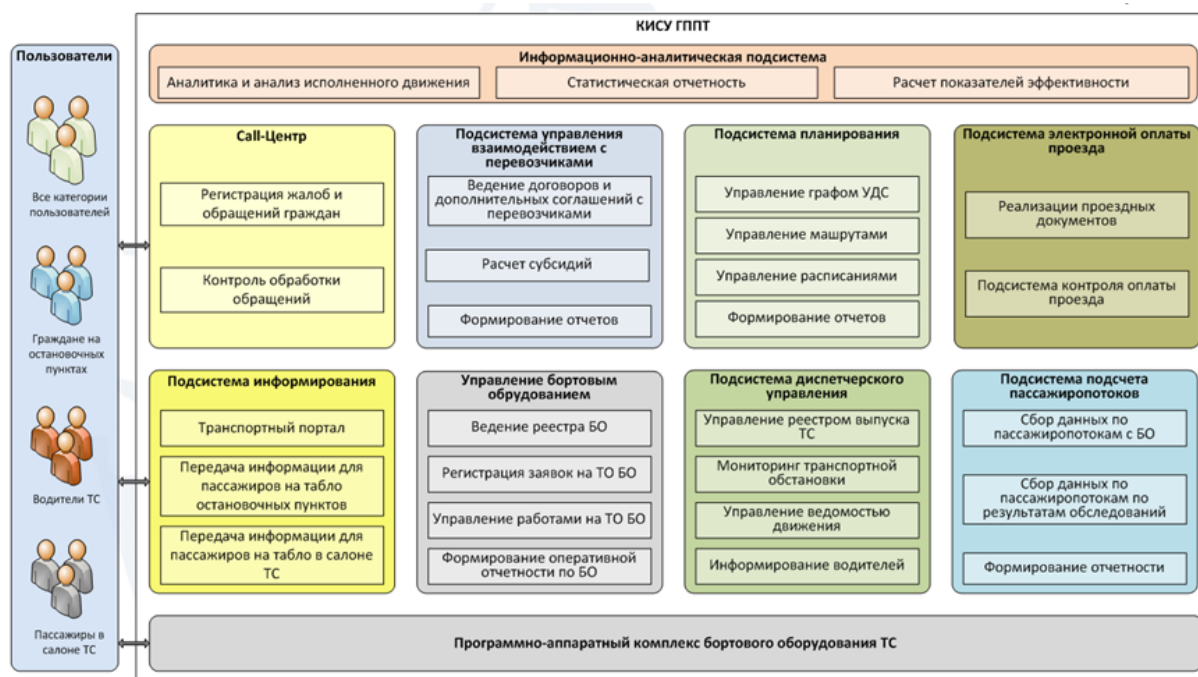 КИСУ ГППТ
Пользователи
Все категории
пользователей
Граждане на
остановочных
пунктах
Водители ТС
Пассажиры в
салоне ТС
Информационно-аналитическая подсистема
Аналитика и анализ исполненного движения
Статистическая отчетность
Расчет показателей эффективности
Call-Центр
Регистрация жалоб и
обращений граждан
Контроль обработки
обращений
Подсистема управления
взаимодействием с
перевозчиками
Ведение договоров и
дополнительных соглашений с
перевозчиками
Расчет субсидий
Формирование отчетов
Подсистема планирования
Управление графом УДС
Управление машрутами
Управление расписаниями
Формирование отчетов
Подсистема электронной оплаты
проезда
Реализации проездных
документов
Подсистема контроля оплаты
проезда
Подсистема информирования
Транспортный портал
Передача информации для
пассажиров на табло
остановочных пунктов
Передача информации для
пассажиров на табло в салоне
ТС
Управление бортовым
обрудованием
Ведение реестра БО
Регистрация заявок на ТО БО
Управление работами на ТО БО
Формирование оперативной
отчетности по БО
Подсистема диспетчерского
управления
Управление реестром выпуска
ТС
Мониторинг транспортной
обстановки
Управление ведомостью
движения
Информирование водителей
Подсистема подсчета
пассажиропотоков
Сбор данных по
пассажиропотокам с БО
Сбор данных по
пассажиропотокам по
результатам обследований
Формирование отчетности
Программно-аппаратный комплекс бортового оборудования ТС